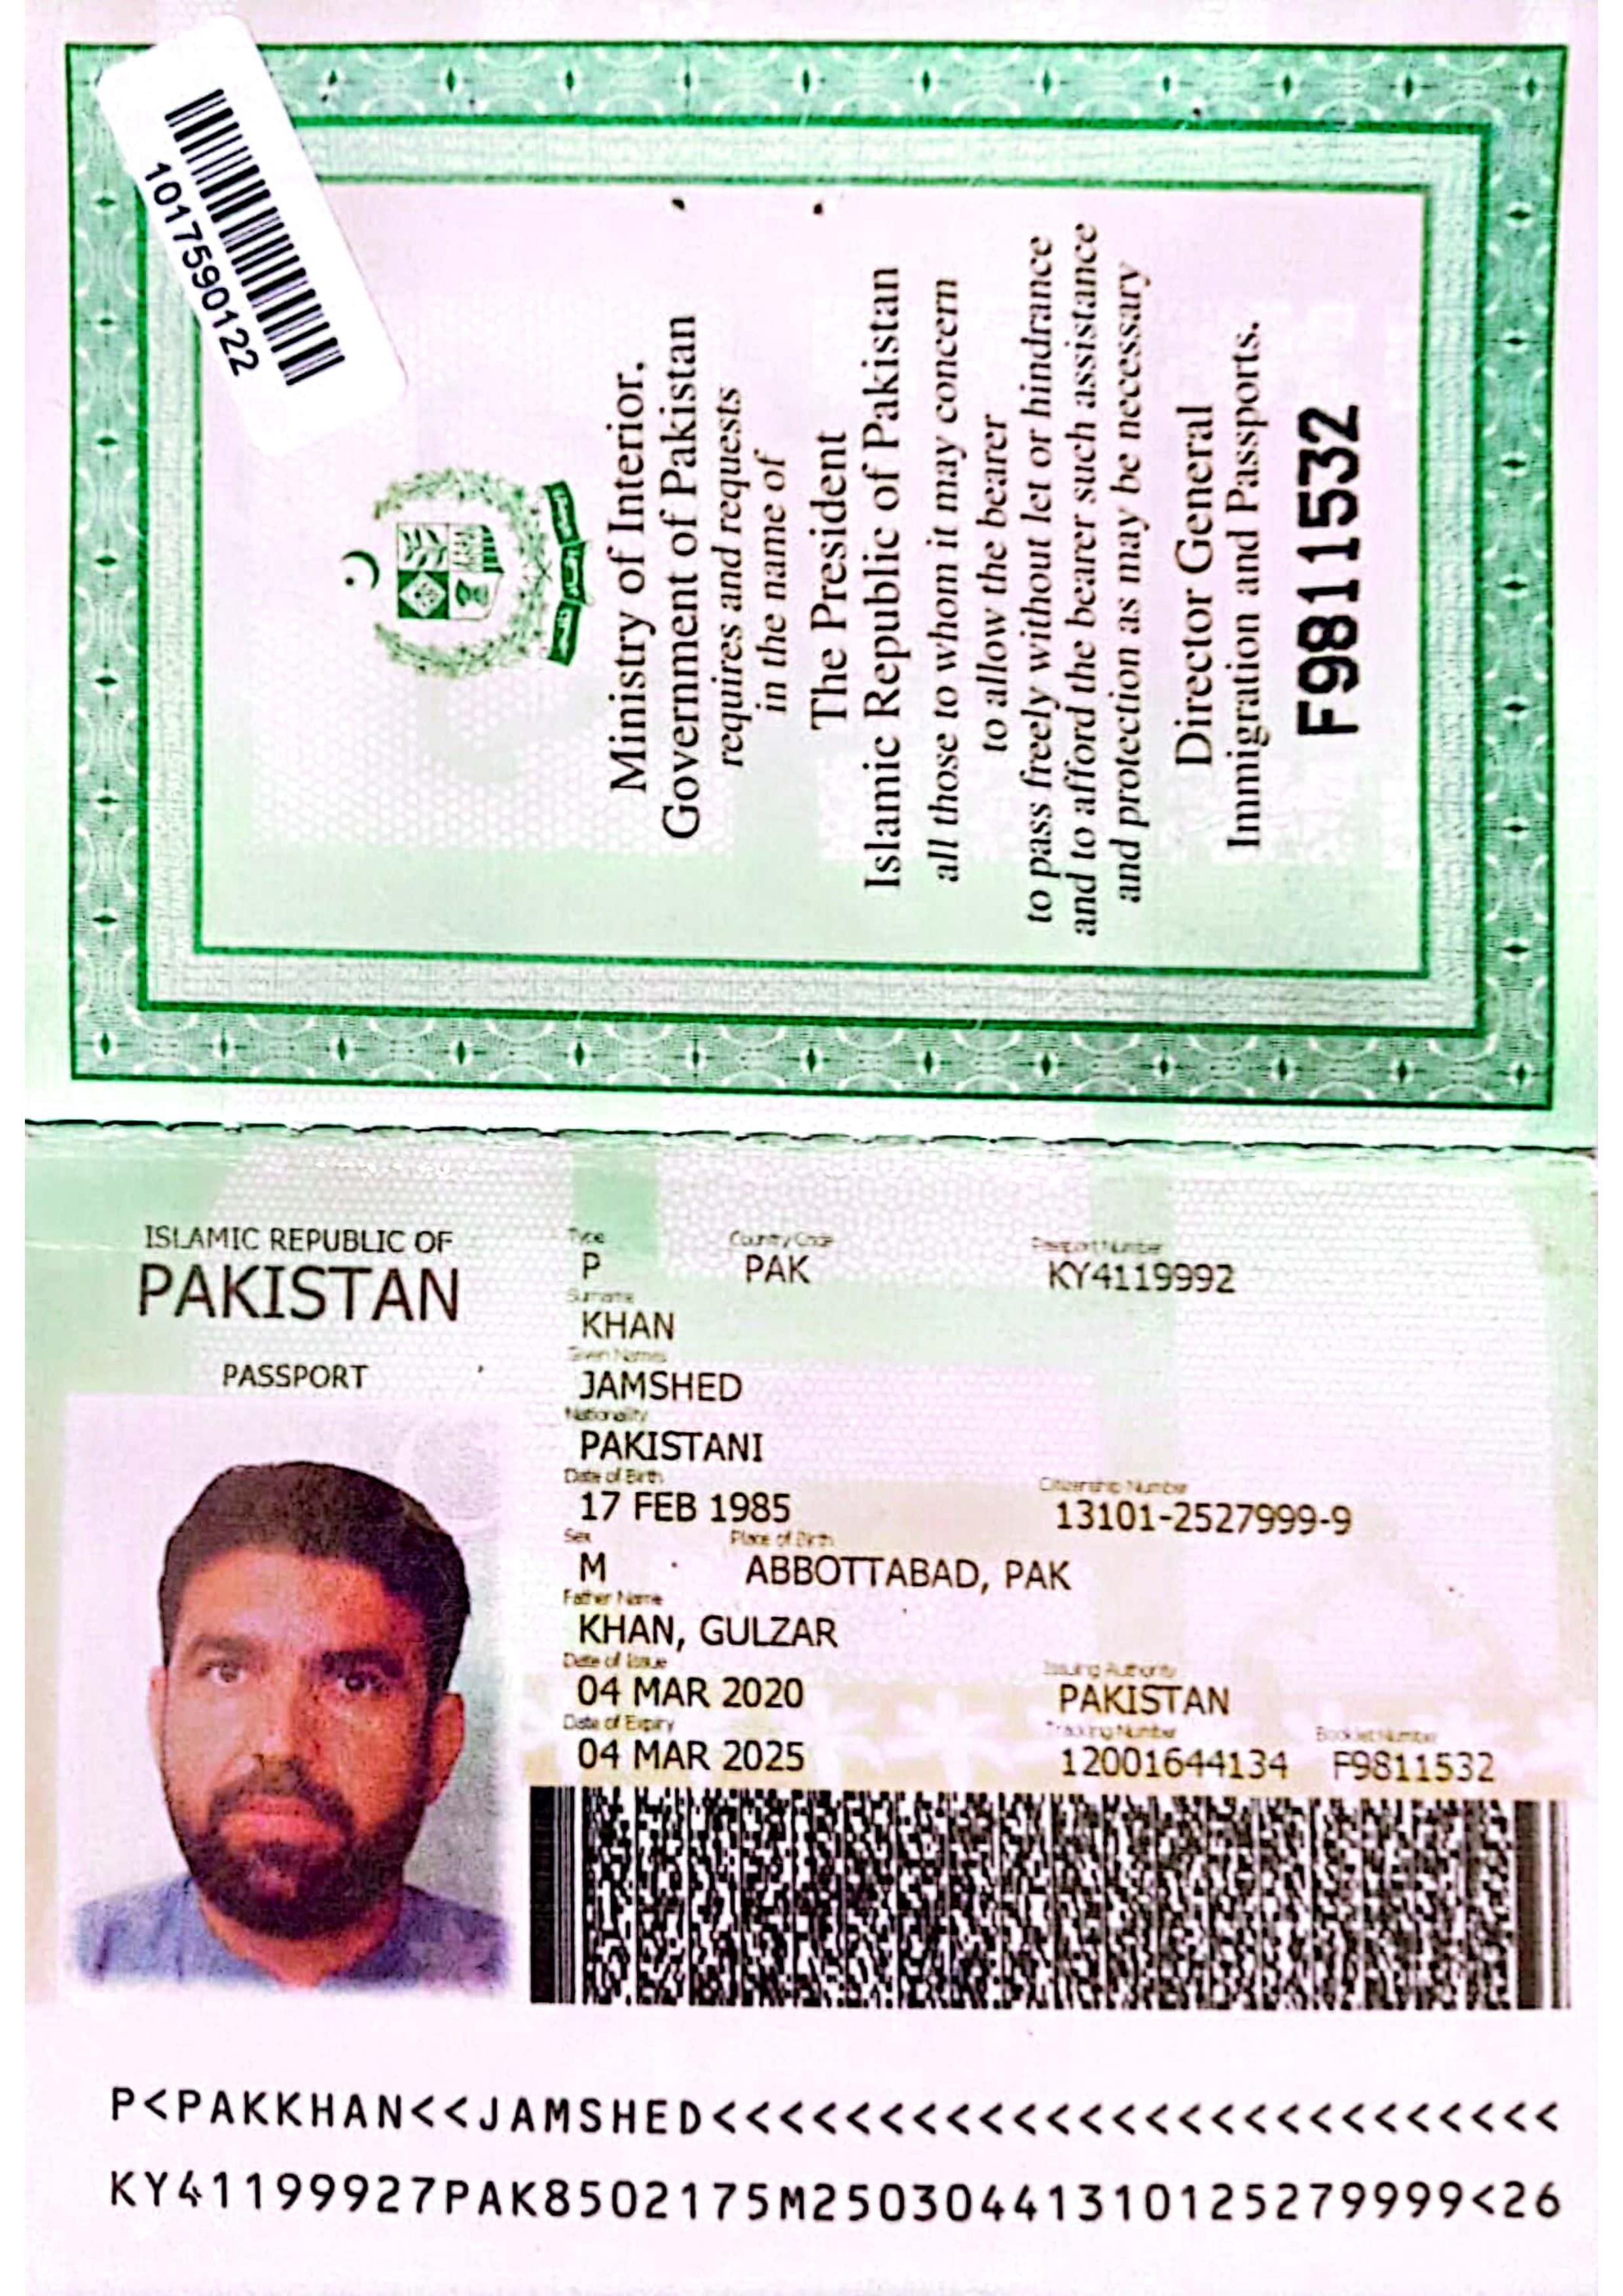 1017590122
Ministry of Interior,
Government of Pakistan
requires and requests
in the name of
The President
Islamic Republic of Pakistan
all those to whom it may concern
to allow the bearer
to pass freely without let or hindrance
and to afford the bearer such assistance
and protection as may be necessary
Director General
Immigration and Passports.
F9811532
ISLAMIC REPUBLIC OF
PAKISTAN
PASSPORT
Type Country Code Passport Number
P PAK KY4119992
Surname
KHAN
Given Names
JAMSHED
Nationality
PAKISTANI
Date of Birth Citizenship Number
17 FEB 1985 13101-2527999-9
Sex Place of Birth
M ABBOTTABAD, PAK
Father Name
KHAN, GULZAR
Date of Issue Issuing Authority
04 MAR 2020 PAKISTAN
Date of Expiry Tracking Number Booklet Number
04 MAR 2025 12001644134 F9811532
P<PAKKHAN<<JAMSHED<<<<<<<<<<<<<<<<<<<<<<<<<<
KY41199927PAK8502175M25030441310125279999<26